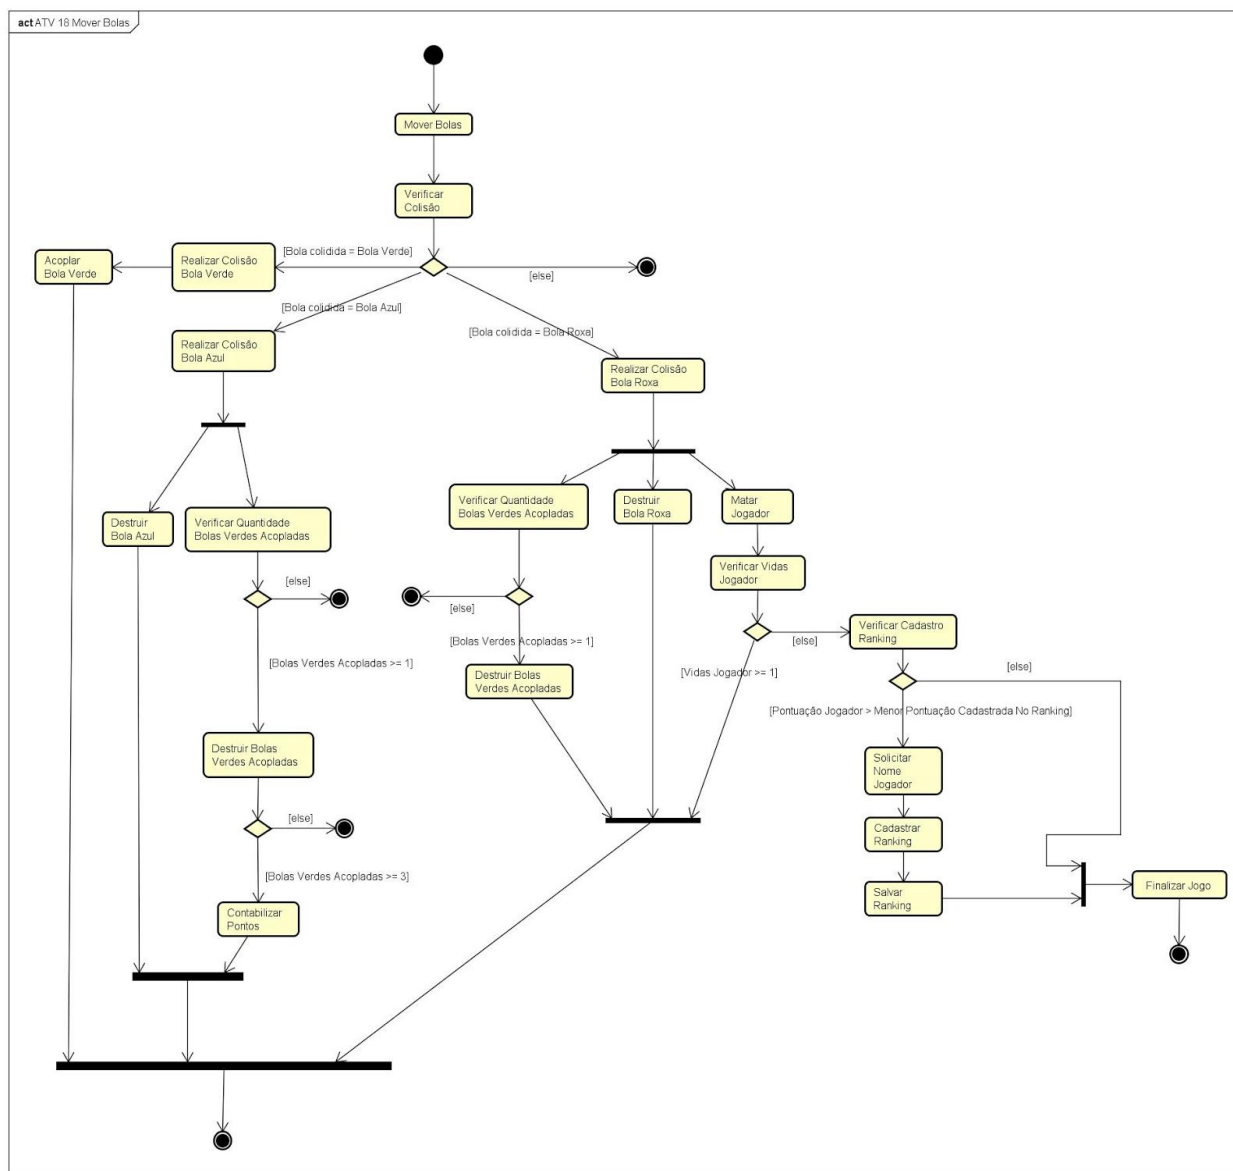 act ATV 18 Mover Bolas
Mover Bolas
Verificar
Colisão
[Bola colidida = Bola Verde]
Acoplar
Bola Verde
Realizar Colisão
Bola Verde
[else]
[Bola colidida = Bola Azul]
[Bola colidida = Bola Roxa]
Realizar Colisão
Bola Azul
Realizar Colisão
Bola Roxa
Destruir
Bola Azul
Verificar Quantidade
Bolas Verdes Acopladas
Verificar Quantidade
Bolas Verdes Acopladas
Destruir
Bola Roxa
Matar
Jogador
Verificar Vidas
Jogador
[else]
[else]
[else]
Verificar Cadastro
Ranking
[Bolas Verdes Acopladas >= 1]
[Bolas Verdes Acopladas >= 1]
[Vidas Jogador >= 1]
[else]
Destruir Bolas
Verdes Acopladas
[Pontuação Jogador > Menor Pontuação Cadastrada No Ranking]
Destruir Bolas
Verdes Acopladas
Solicitar
Nome
Jogador
[else]
Cadastrar
Ranking
[Bolas Verdes Acopladas >= 3]
Salvar
Ranking
Finalizar Jogo
Contabilizar
Pontos